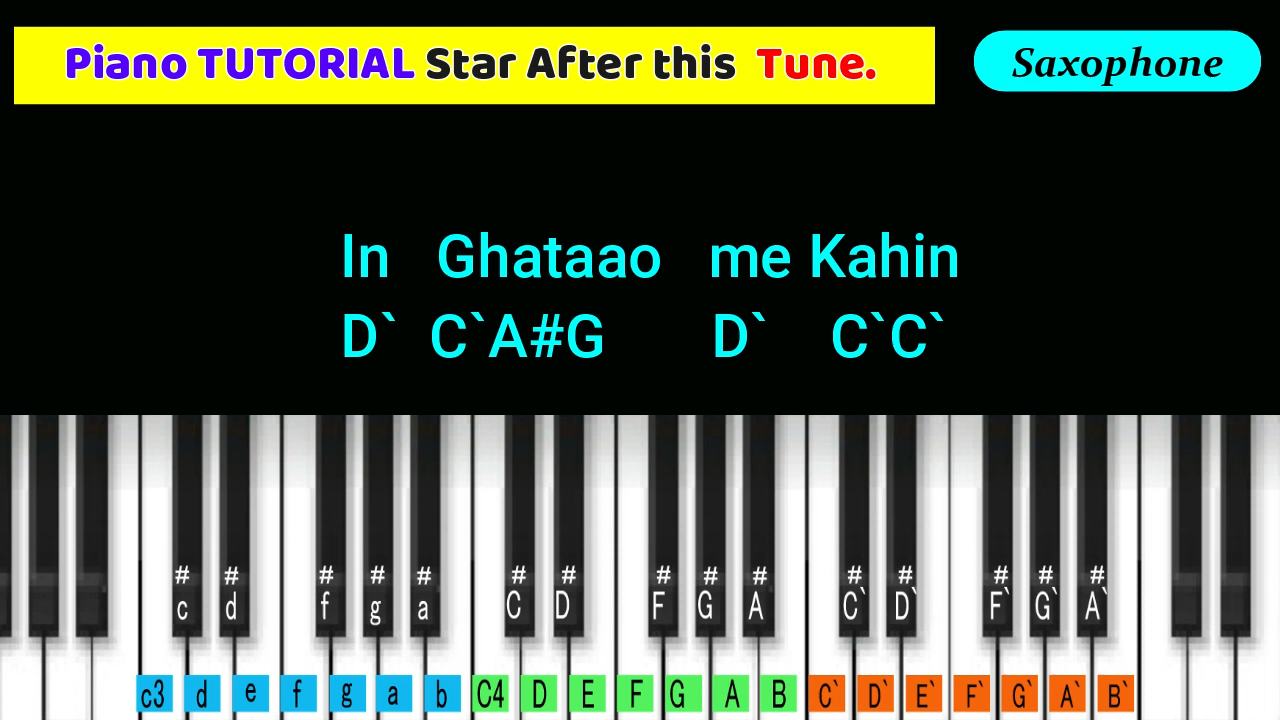 Piano TUTORIAL Star After this Tune.
Saxophone
In Ghataao me Kahin
D` C`A#G D` C`C`
# # # # # # # # # # # # # # #
c d f g a C D F G A C` D` F` G` A`
c3 d e f g a b C4 D E F G A B C` D` E` F` G` A` B`